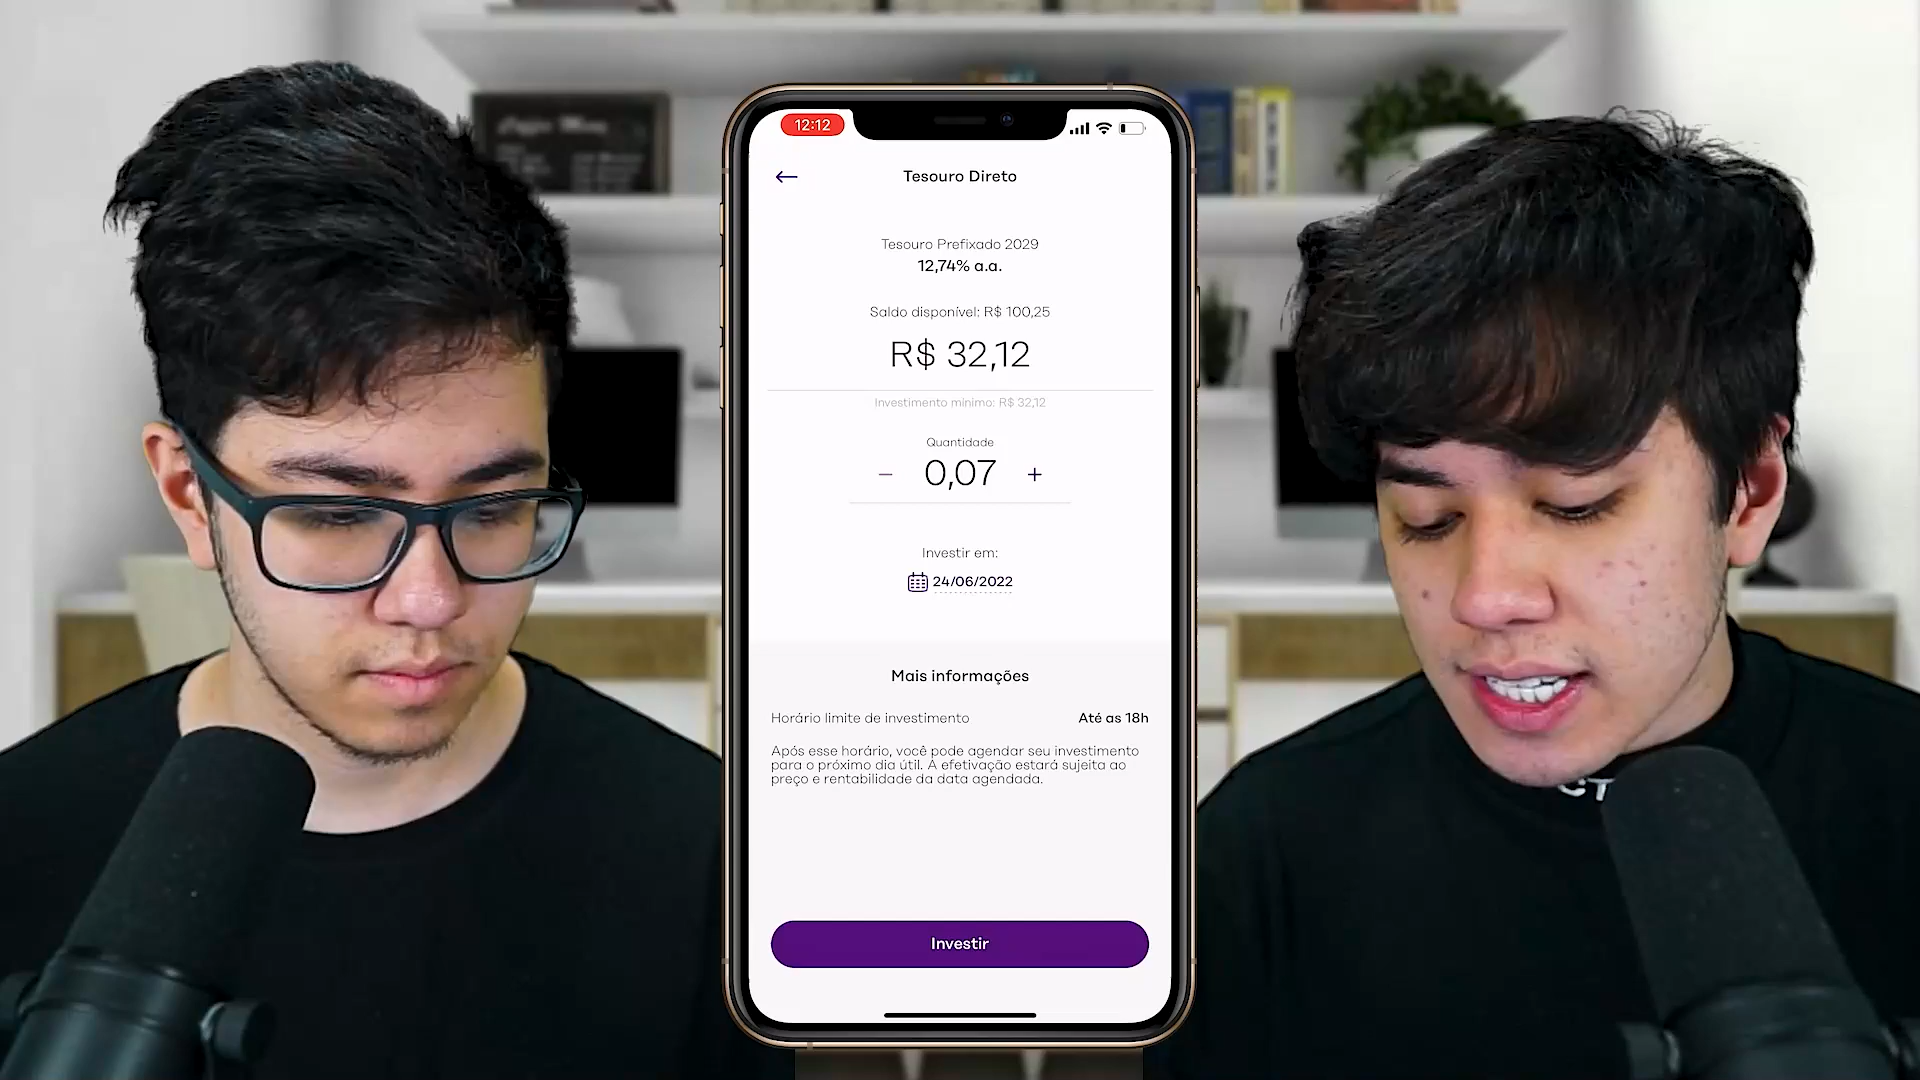 12:12
Tesouro Direto
Tesouro Prefixado 2029
12,74% a.a.
Saldo disponível: R$ 100,25
R$ 32,12
Investimento mínimo: R$ 32,12
Quantidade
− 0,07 +
Investir em:
24/06/2022
Mais informações
Horário limite de investimento Até as 18h
Após esse horário, você pode agendar seu investimento
para o próximo dia útil. A efetivação estará sujeita ao
preço e rentabilidade da data agendada.
Investir